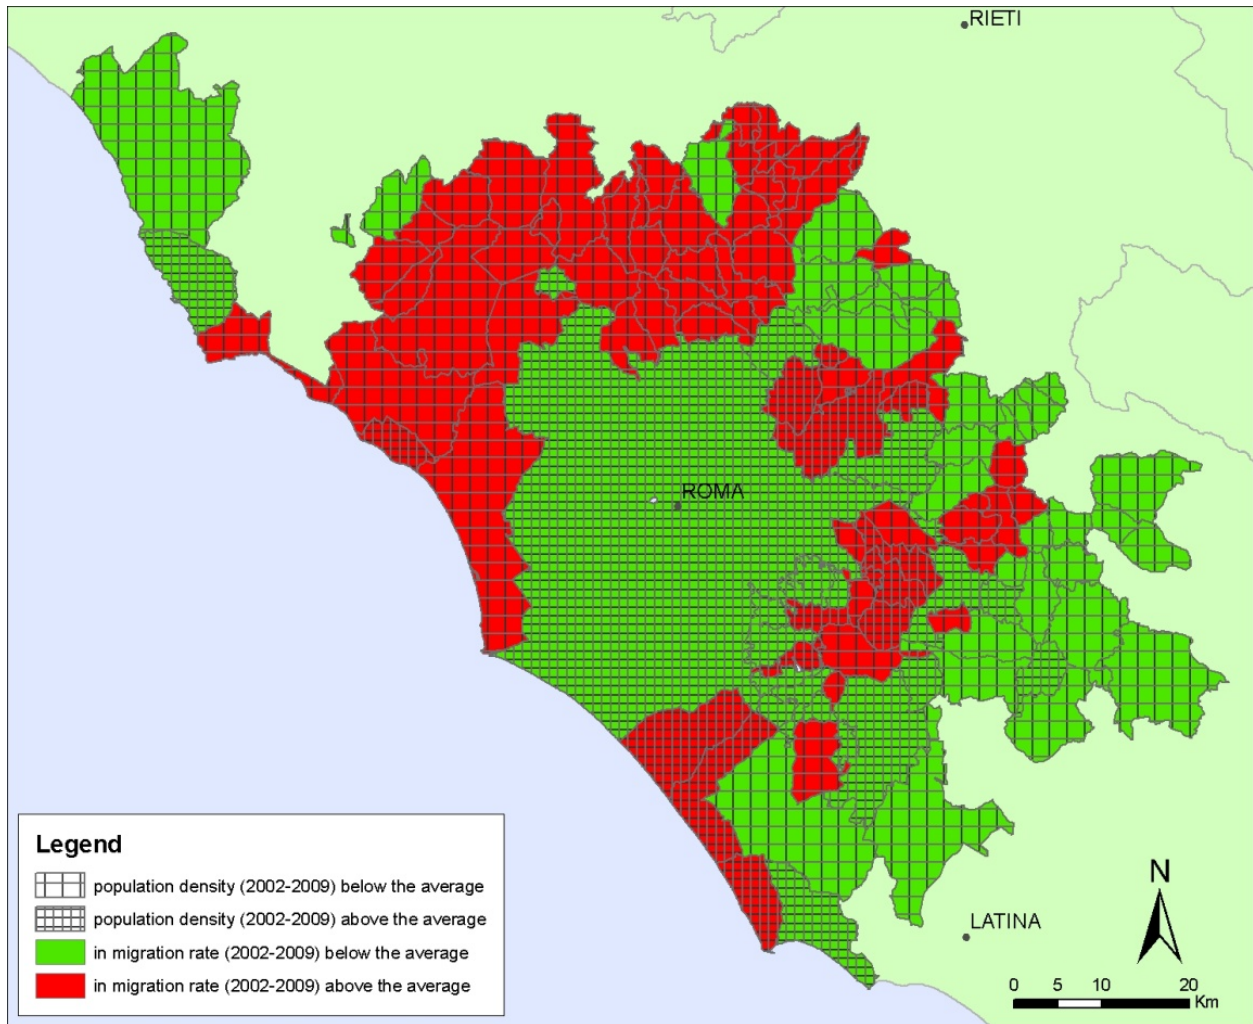 RIETI
ROMA
Legend
population density (2002-2009) below the average
population density (2002-2009) above the average
in migration rate (2002-2009) below the average
in migration rate (2002-2009) above the average
LATINA
N
0 5 10 20
Km